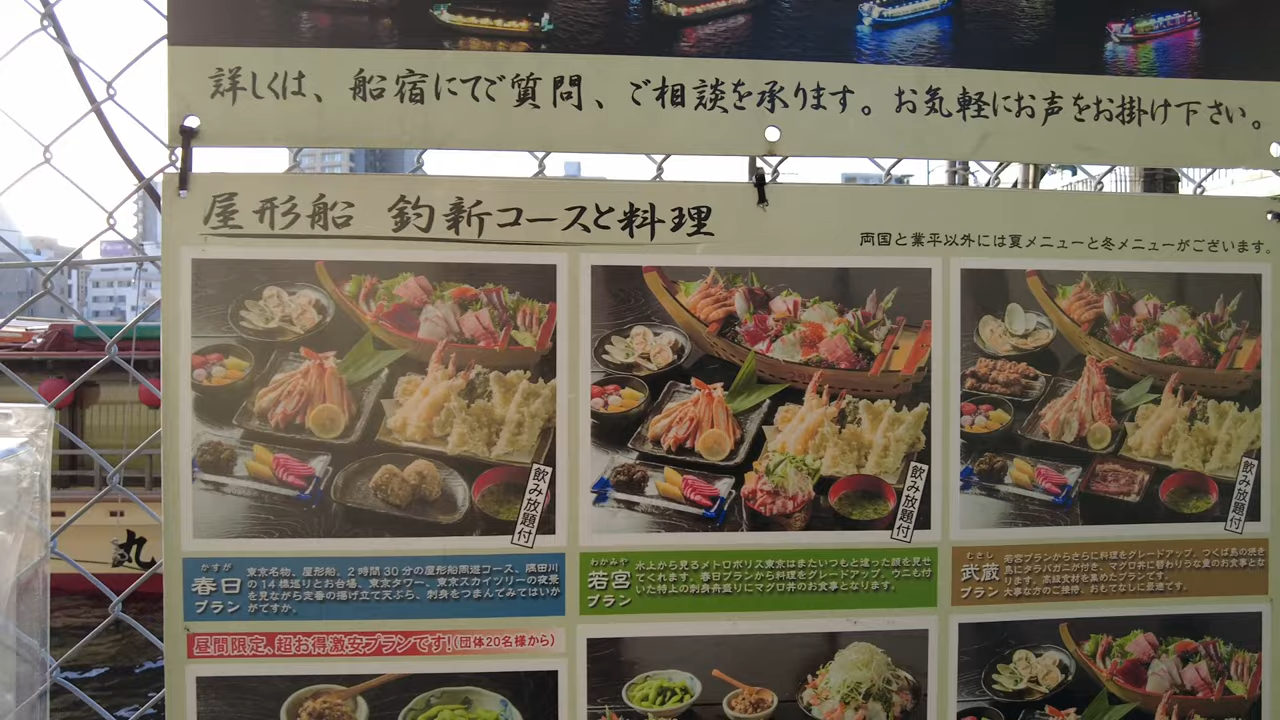 詳しくは、船宿にてご質問、ご相談を承ります。お気軽にお声をお掛け下さい。
屋形船 釣新コースと料理
両国と業平以外には夏メニューと冬メニューがございます。
飲み放題付
飲み放題付
飲み放題付
丸
かすが
春日
プラン
東京名物、屋形船、2時間30分の屋形船周遊コース、隅田川
の14橋巡りとお台場、東京タワー、東京スカイツリーの夜景
を見ながら定番の揚げ立て天ぷら、刺身をつまんでみてはいか
がですか。
わかみや
若宮
プラン
水上から見るメトロポリス東京はまたいつもと違った顔を見せ
てくれます。春日プランから料理をグレードアップ。ウニも付
いた特上の刺身舟盛りにマグロ丼のお食事となります。
むさし
武蔵
プラン
若宮プランからさらに料理をグレードアップ。つくば鳥の焼き
鳥にタラバガニが付き、マグロ丼に替わりうな重のお食事とな
ります。高級食材を集めたプランです。
大事な方のご接待、おもてなしに最適です。
昼間限定、超お得激安プランです!(団体20名様から)